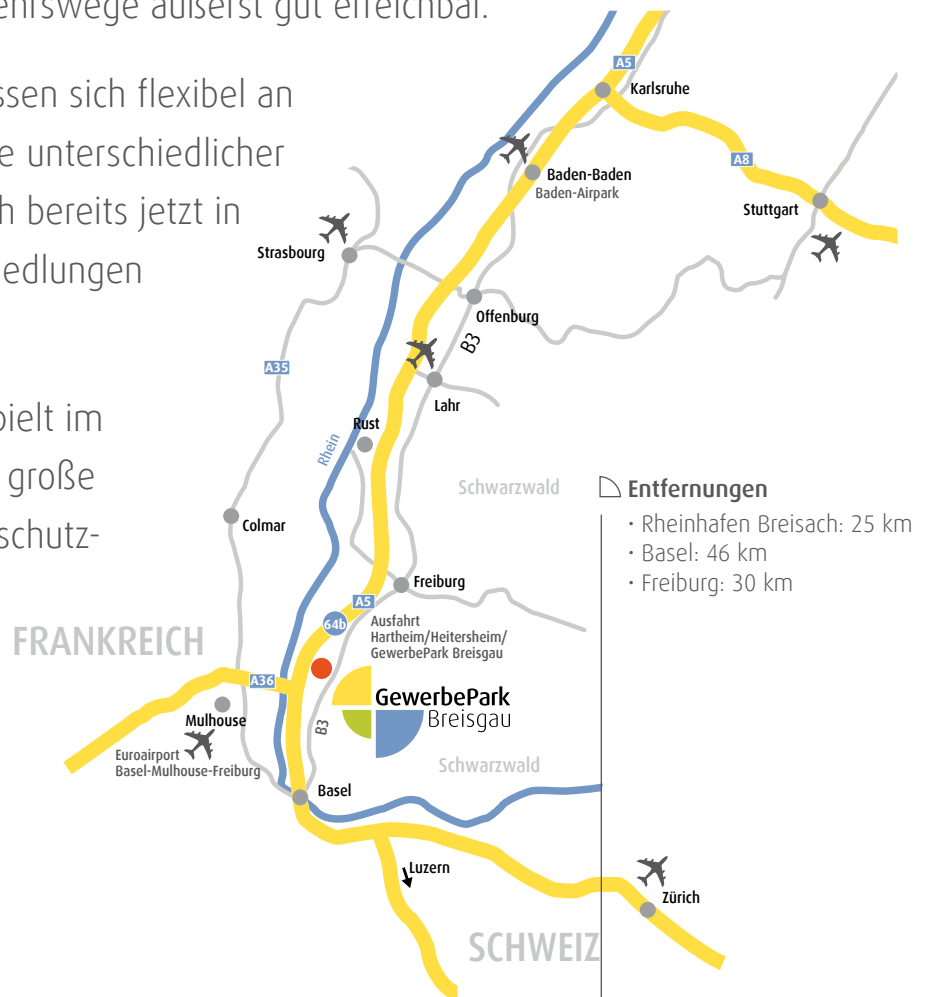 ehrswege äußerst gut erreichbar.
ssen sich flexibel an
e unterschiedlicher
h bereits jetzt in
edlungen
pielt im
große
schutz-
A5
Karlsruhe
A8
Baden-Baden
Baden-Airpark
Stuttgart
Strasbourg
Offenburg
B3
A35
Lahr
Rust
Rhein
Schwarzwald
Entfernungen
· Rheinhafen Breisach: 25 km
· Basel: 46 km
· Freiburg: 30 km
Colmar
Freiburg
A5
64b
Ausfahrt
Hartheim/Heitersheim/
GewerbePark Breisgau
FRANKREICH
A36
GewerbePark
Breisgau
Mulhouse
B3
Euroairport
Basel-Mulhouse-Freiburg
Schwarzwald
Basel
Luzern
Zürich
SCHWEIZ